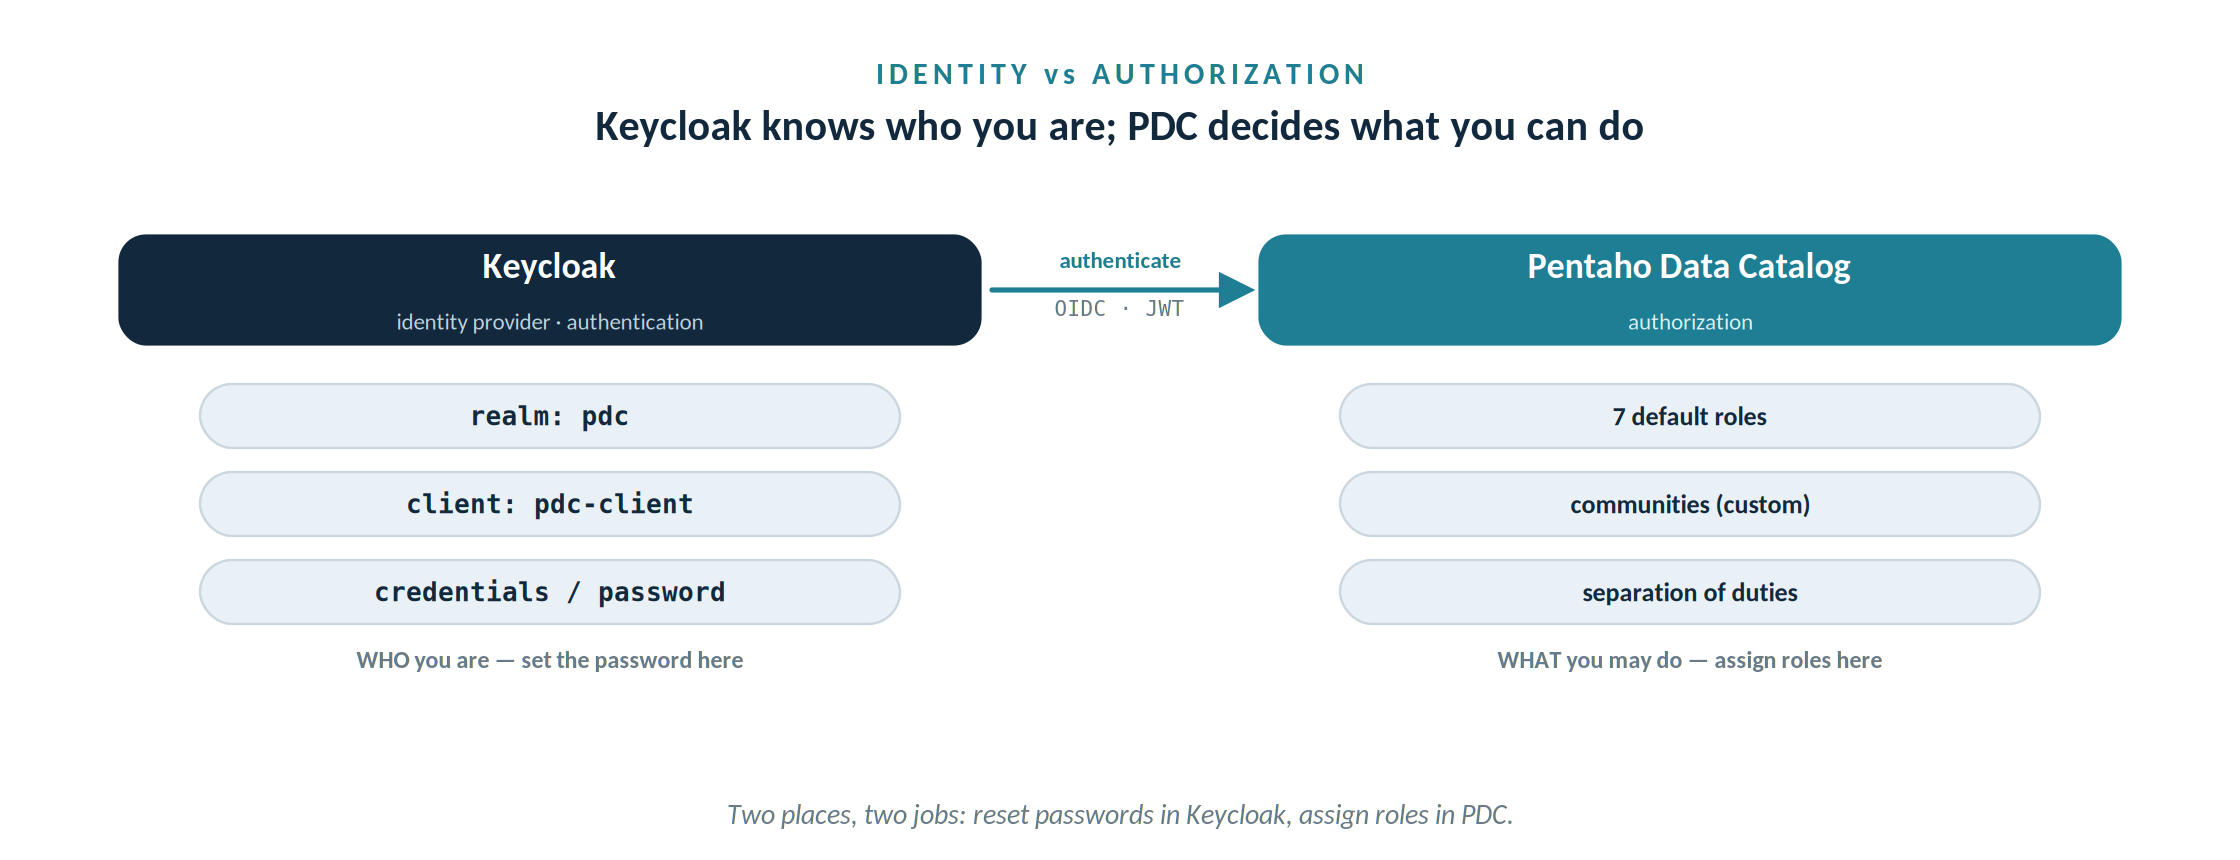 IDENTITY vs AUTHORIZATION
Keycloak knows who you are; PDC decides what you can do
Keycloak
identity provider · authentication
authenticate
OIDC · JWT
Pentaho Data Catalog
authorization
realm: pdc
client: pdc-client
credentials / password
WHO you are — set the password here
7 default roles
communities (custom)
separation of duties
WHAT you may do — assign roles here
Two places, two jobs: reset passwords in Keycloak, assign roles in PDC.